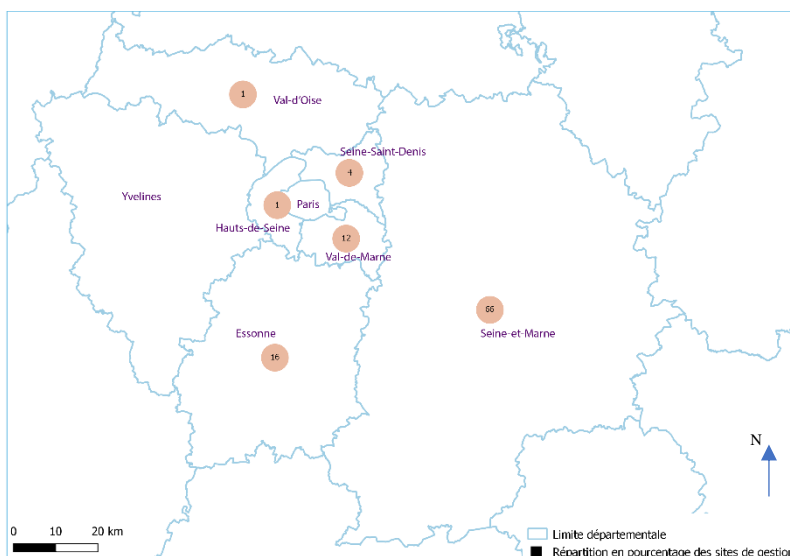 1
Val-d'Oise
Seine-Saint-Denis
4
Yvelines
1
Paris
Hauts-de-Seine
12
Val-de-Marne
66
Essonne
Seine-et-Marne
16
N
0 10 20 km
Limite départementale
Répartition en pourcentage des sites de gestio